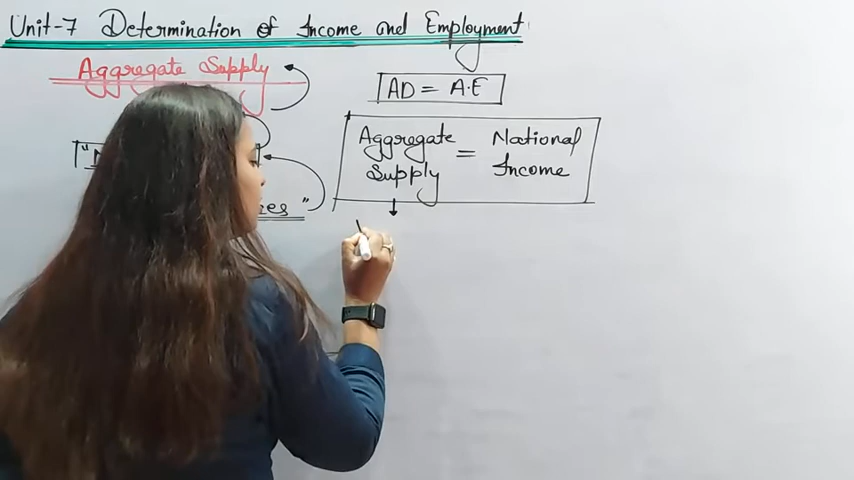 Unit-7 Determination of Income and Employment
Aggregate Supply
AD = A.E
Aggregate Supply = National Income